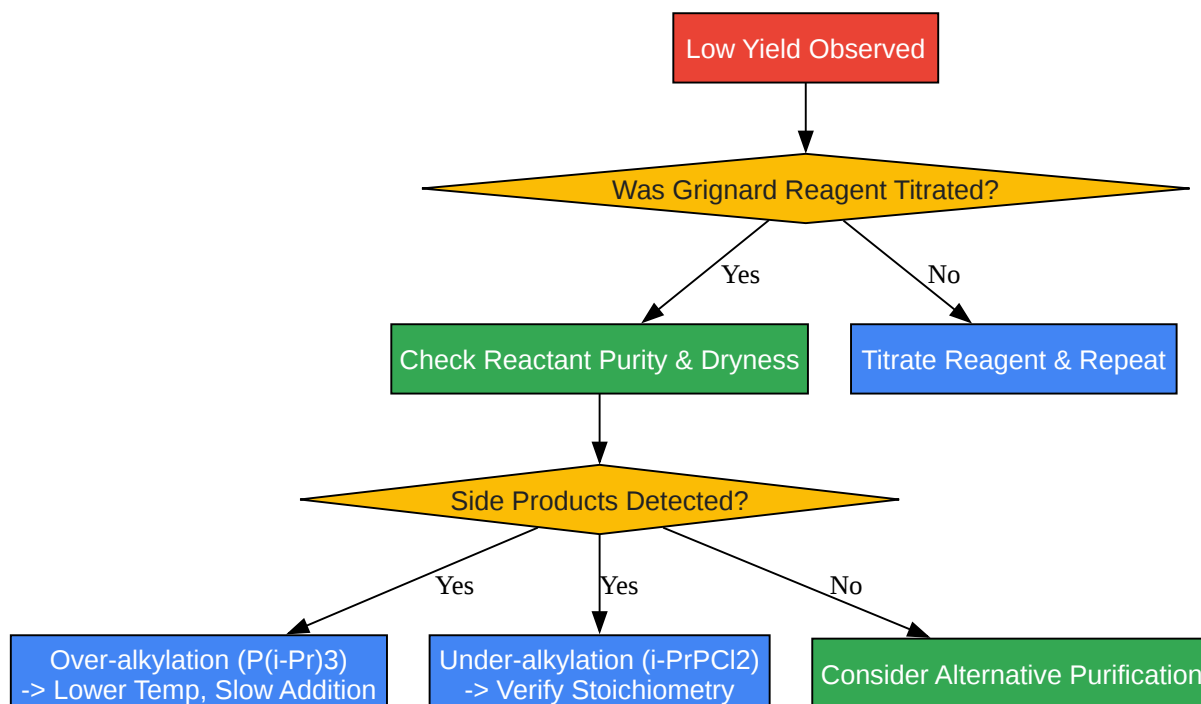 Low Yield Observed
Was Grignard Reagent Titrated?
Yes
No
Check Reactant Purity & Dryness
Titrate Reagent & Repeat
Side Products Detected?
Yes
Yes
No
Over-alkylation (P(i-Pr)3)
-> Lower Temp, Slow Addition
Under-alkylation (i-PrPCl2)
-> Verify Stoichiometry
Consider Alternative Purification